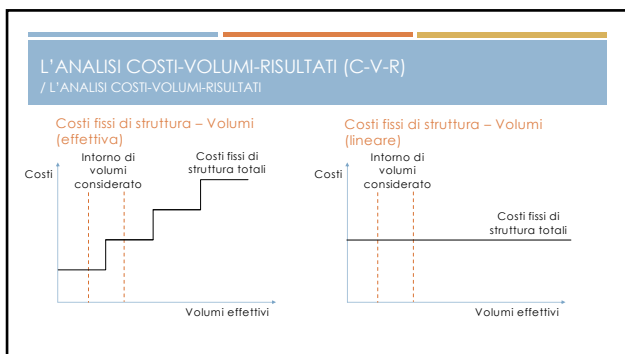 L'ANALISI COSTI-VOLUMI-RISULTATI (C-V-R)
/ L'ANALISI COSTI-VOLUMI-RISULTATI
Costi fissi di struttura – Volumi
(effettiva)
Costi
Intorno di
volumi
considerato
Costi fissi di
struttura totali
Volumi effettivi
Costi fissi di struttura – Volumi
(lineare)
Costi
Intorno di
volumi
considerato
Costi fissi di
struttura totali
Volumi effettivi